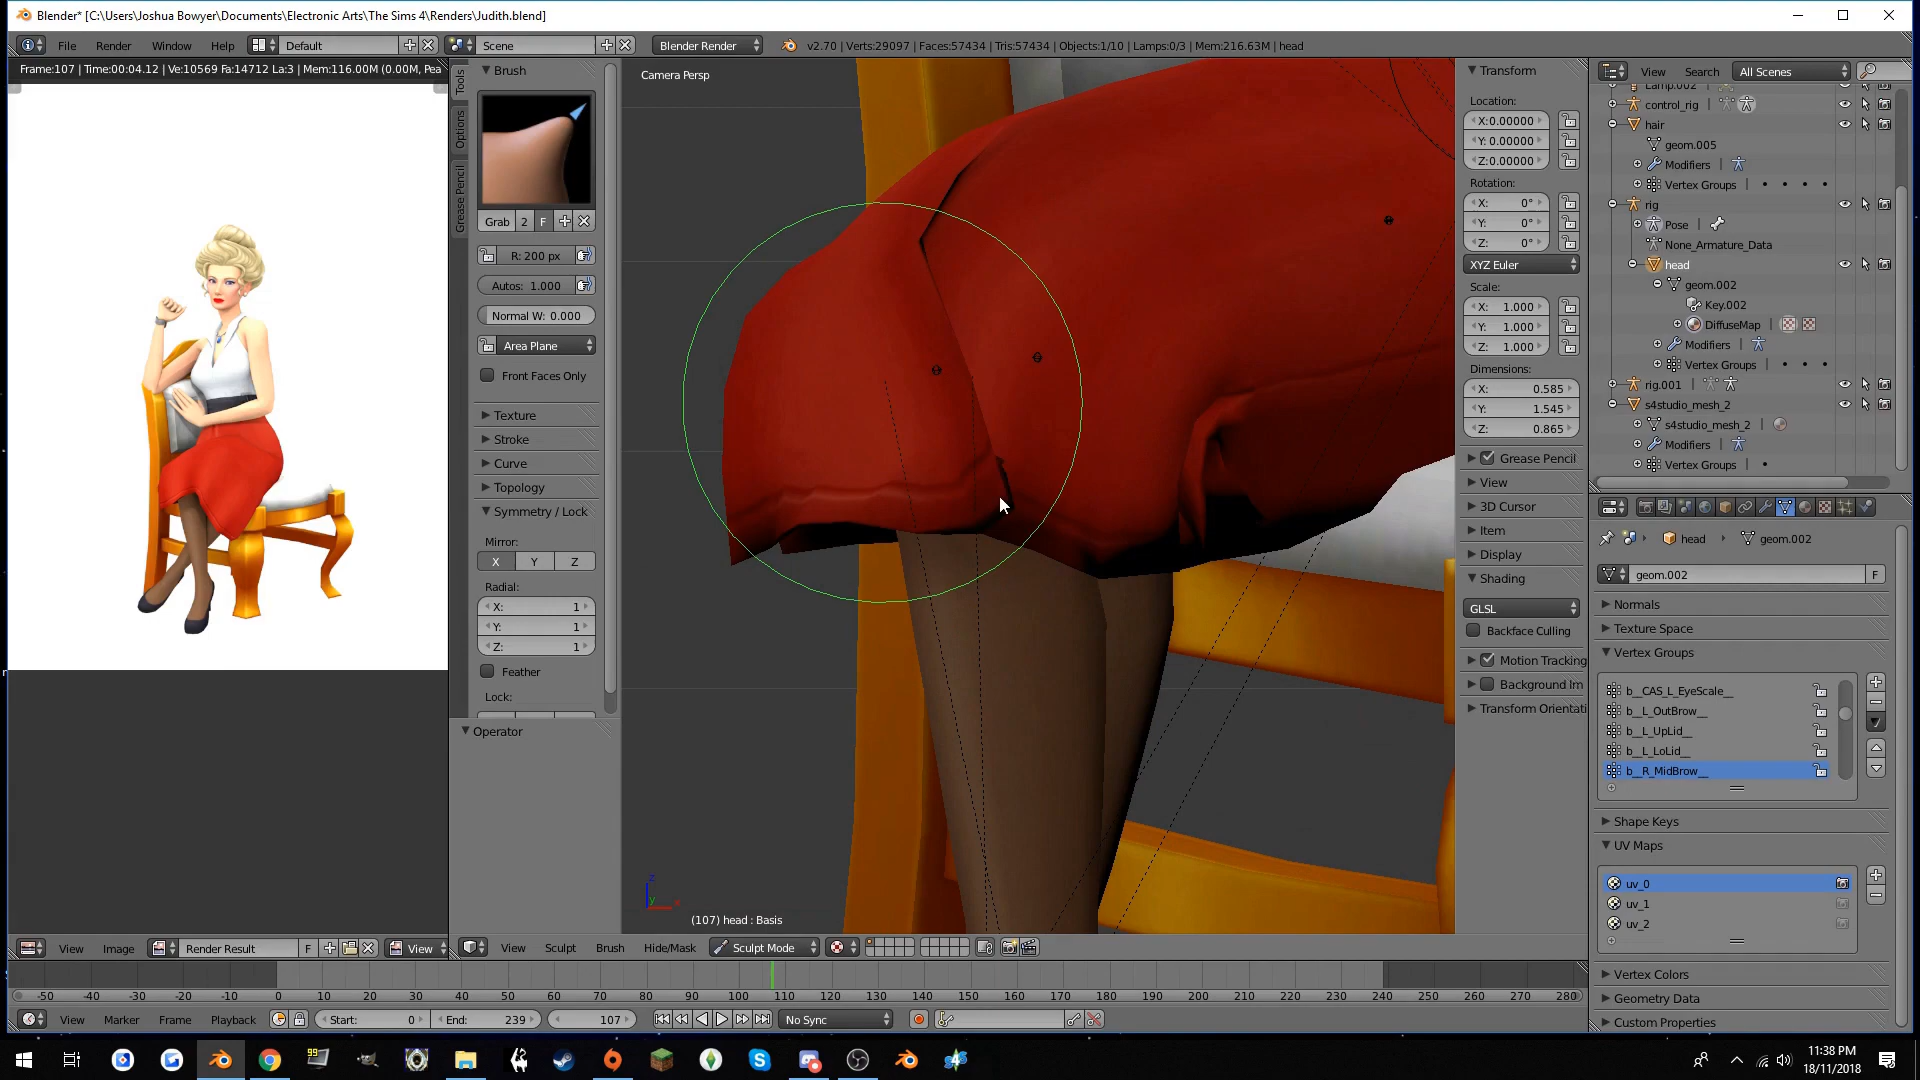 Blender* [C:\Users\Joshua Bowyer\Documents\Electronic Arts\The Sims 4\Renders\Judith.blend]
File Render Window Help Default Scene Blender Render v2.70 | Verts:29097 | Faces:57434 | Tris:57434 | Objects:1/10 | Lamps:0/3 | Mem:216.63M | head
Frame:107 | Time:00:04.12 | Ve:10569 Fa:14712 La:3 | Mem:116.00M (0.00M, Pea
Tools
Options
Grease Pencil
Brush
Grab 2 F
R: 200 px
Autos: 1.000
Normal W: 0.000
Area Plane
Front Faces Only
Texture
Stroke
Curve
Topology
Symmetry / Lock
Mirror:
X Y Z
Radial:
X: 1
Y: 1
Z: 1
Feather
Lock:
Operator
Camera Persp
z
y
x
(107) head : Basis
Transform
Location:
X:0.00000
Y: 0.00000
Z:0.00000
Rotation:
X: 0°
Y: 0°
Z: 0°
XYZ Euler
Scale:
X: 1.000
Y: 1.000
Z: 1.000
Dimensions:
X: 0.585
Y: 1.545
Z: 0.865
Grease Pencil
View
3D Cursor
Item
Display
Shading
GLSL
Backface Culling
Motion Tracking
Background Im
Transform Orientati
View Search All Scenes
Lamp.002
control_rig
hair
geom.005
Modifiers
Vertex Groups
rig
Pose
None_Armature_Data
head
geom.002
Key.002
DiffuseMap
Modifiers
Vertex Groups
rig.001
s4studio_mesh_2
s4studio_mesh_2
Modifiers
Vertex Groups
head geom.002
geom.002 F
Normals
Texture Space
Vertex Groups
b__CAS_L_EyeScale__
b__L_OutBrow__
b__L_UpLid__
b__L_LoLid__
b__R_MidBrow__
Shape Keys
UV Maps
uv_0
uv_1
uv_2
Vertex Colors
Geometry Data
Custom Properties
View Image Render Result F View
View Sculpt Brush Hide/Mask Sculpt Mode
-50 -40 -30 -20 -10 0 10 20 30 40 50 60 70 80 90 100 110 120 130 140 150 160 170 180 190 200 210 220 230 240 250 260 270 280
View Marker Frame Playback Start: 0 End: 239 107 No Sync
99
11:38 PM
18/11/2018